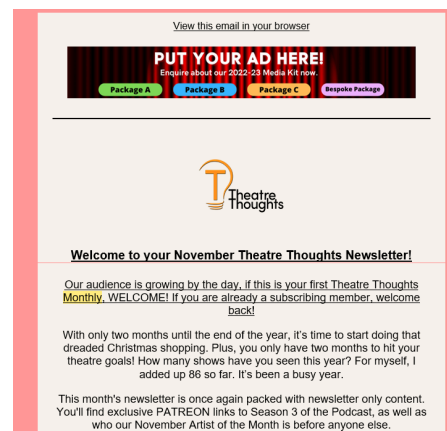 View this email in your browser
PUT YOUR AD HERE!
Enquire about our 2022-23 Media Kit now.
Package A Package B Package C Bespoke Package
Theatre
Thoughts
Welcome to your November Theatre Thoughts Newsletter!
Our audience is growing by the day, if this is your first Theatre Thoughts
Monthly, WELCOME! If you are already a subscribing member, welcome
back!
With only two months until the end of the year, it's time to start doing that
dreaded Christmas shopping. Plus, you only have two months to hit your
theatre goals! How many shows have you seen this year? For myself, I
added up 86 so far. It's been a busy year.
This month's newsletter is once again packed with newsletter only content.
You'll find exclusive PATREON links to Season 3 of the Podcast, as well as
who our November Artist of the Month is before anyone else.